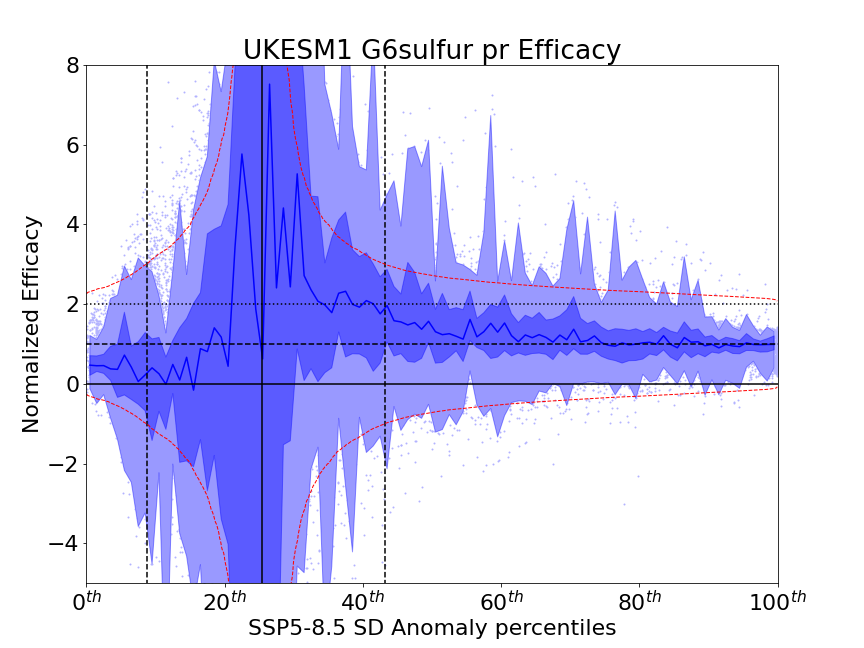 UKESM1 G6sulfur pr Efficacy
Normalized Efficacy
8
6
4
2
0
−2
−4
0th 20th 40th 60th 80th 100th
SSP5-8.5 SD Anomaly percentiles